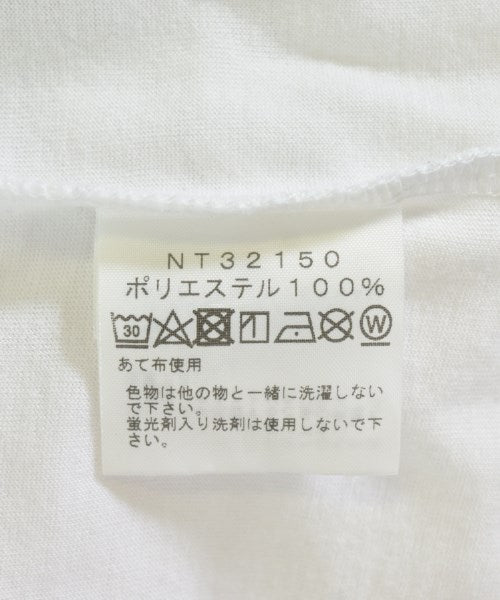 NT32150
ポリエステル100%
30 W
あて布使用
色物は他の物と一緒に洗濯しない
で下さい。
蛍光剤入り洗剤は使用しないで下
さい。